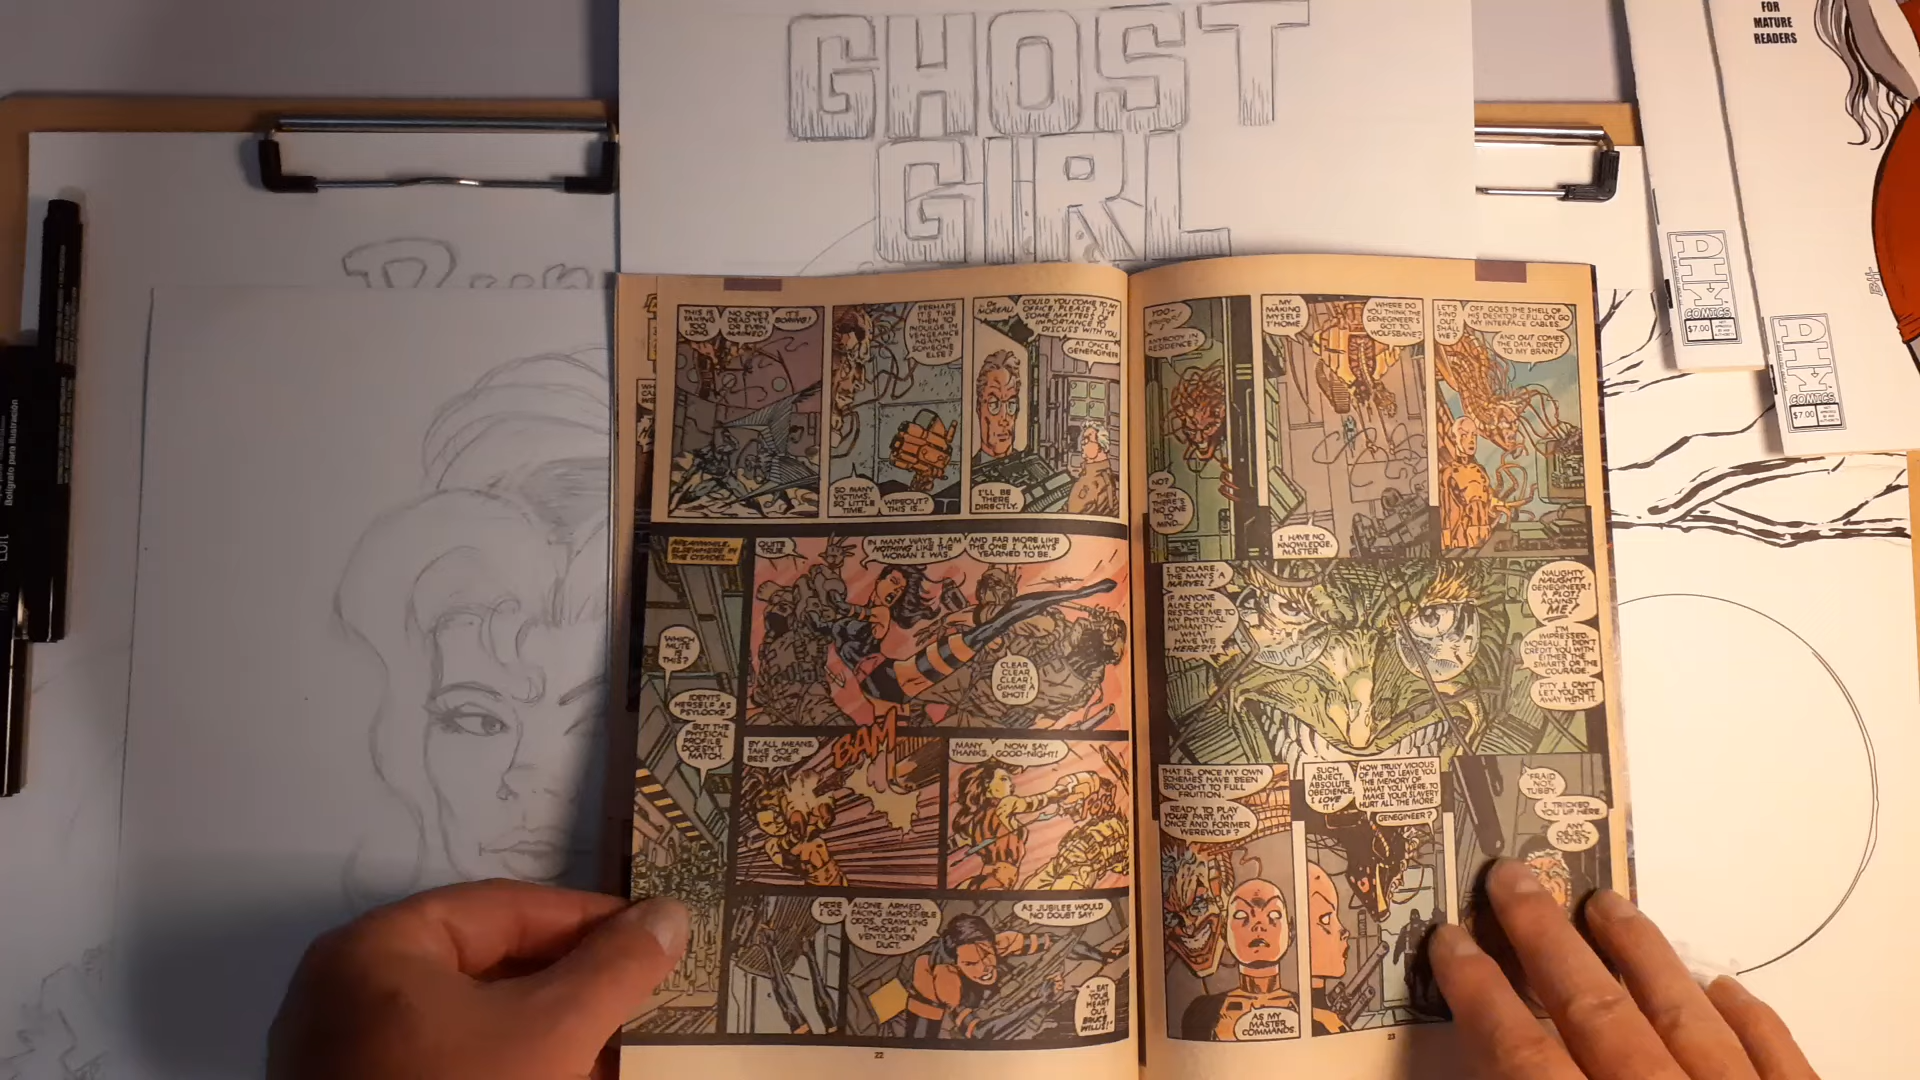 GHOST
GIRL
FOR
MATURE
READERS
COMICS
$7.00
COMICS
$7.00
Bolígrafo para ilustración
THIS IS
TAKING
TOO
LONG.
NO ONE'S
DEAD YET,
OR EVEN
MAIMED!
IT'S
BORING!
PERHAPS
IT'S TIME
THEN TO
INDULGE IN
VENGEANCE
AGAINST
SOMEONE
ELSE?
SO MANY
VICTIMS,
SO LITTLE
TIME.
WIPEOUT?
THIS IS...
... DR.
MOREAU.
COULD YOU COME TO MY
OFFICE, PLEASE? I'VE
SOME MATTERS OF
IMPORTANCE TO
DISCUSS WITH YOU.
AT ONCE,
GENENGINEER.
I'LL BE
THERE
DIRECTLY.
MEANWHILE,
ELSEWHERE IN
THE CITADEL...
WHICH
MUTE IS
THIS?
IDENTS
HERSELF AS
PSYLOCKE.
BUT THE
PHYSICAL
PROFILE
DOESN'T
MATCH.
QUITE
TRUE.
IN MANY WAYS, I AM
NOTHING LIKE THE
WOMAN I WAS.
AND FAR MORE LIKE
THE ONE I ALWAYS
YEARNED TO BE.
CLEAR
CLEAR
CLEAR!
GIMME A
SHOT!
BY ALL MEANS,
TAKE YOUR
BEST ONE.
BAM
MANY
THANKS.
NOW SAY
GOOD-NIGHT!
HERE
I GO,
ALONE, ARMED,
FACING IMPOSSIBLE
ODDS, CRAWLING
THROUGH A
VENTILATION
DUCT.
AS JUBILEE WOULD
NO DOUBT SAY:
"... EAT
YOUR
HEART
OUT,
BRUCE
WILLIS!"
22
YOO-
ANYBODY IN
RESIDENCE?
NO?
THEN
THERE'S
NO ONE
TO
MIND...
...MY
MAKING
MYSELF
T'HOME.
WHERE DO
YOU THINK THE
GENEGINEER'S
GOT TO,
WOLFSBANE?
I HAVE NO
KNOWLEDGE,
MASTER.
LET'S
FIND
OUT,
SHALL
WE?
OFF GOES THE SHELL OF
HIS DESKTOP C.P.U., ON GO
MY INTERFACE CABLES...
AND OUT COMES
THE DATA, DIRECT
TO MY BRAIN!
I DECLARE,
THE MAN'S A
MARVEL!
IF ANYONE
ALIVE CAN
RESTORE ME TO
MY PHYSICAL
HUMANITY--
WHAT
HAVE WE
HERE?!!
NAUGHTY,
NAUGHTY
GENEGINEER!
A PLOT!
AGAINST
ME!
I'M
IMPRESSED,
MOREAU. I DIDN'T
CREDIT YOU WITH
EITHER THE
SMARTS OR THE
COURAGE.
PITY I CAN'T
LET YOU GET
AWAY WITH IT.
THAT IS, ONCE MY OWN
SCHEMES HAVE BEEN
BROUGHT TO FULL
FRUITION.
READY TO PLAY
YOUR PART, MY
ONCE AND FORMER
WEREWOLF?
AS MY
MASTER
COMMANDS.
SUCH
ABJECT,
ABSOLUTE
OBEDIENCE,
I LOVE
IT!
HOW TRULY VICIOUS
OF ME TO LEAVE YOU
THE MEMORY OF
WHAT YOU WERE, TO
MAKE YOUR SLAVERY
HURT ALL THE MORE.
GENEGINEER?
'FRAID
NOT,
TUBBY.
I TRICKED
YOU UP HERE.
ANY
OBJEC-
TIONS?
23